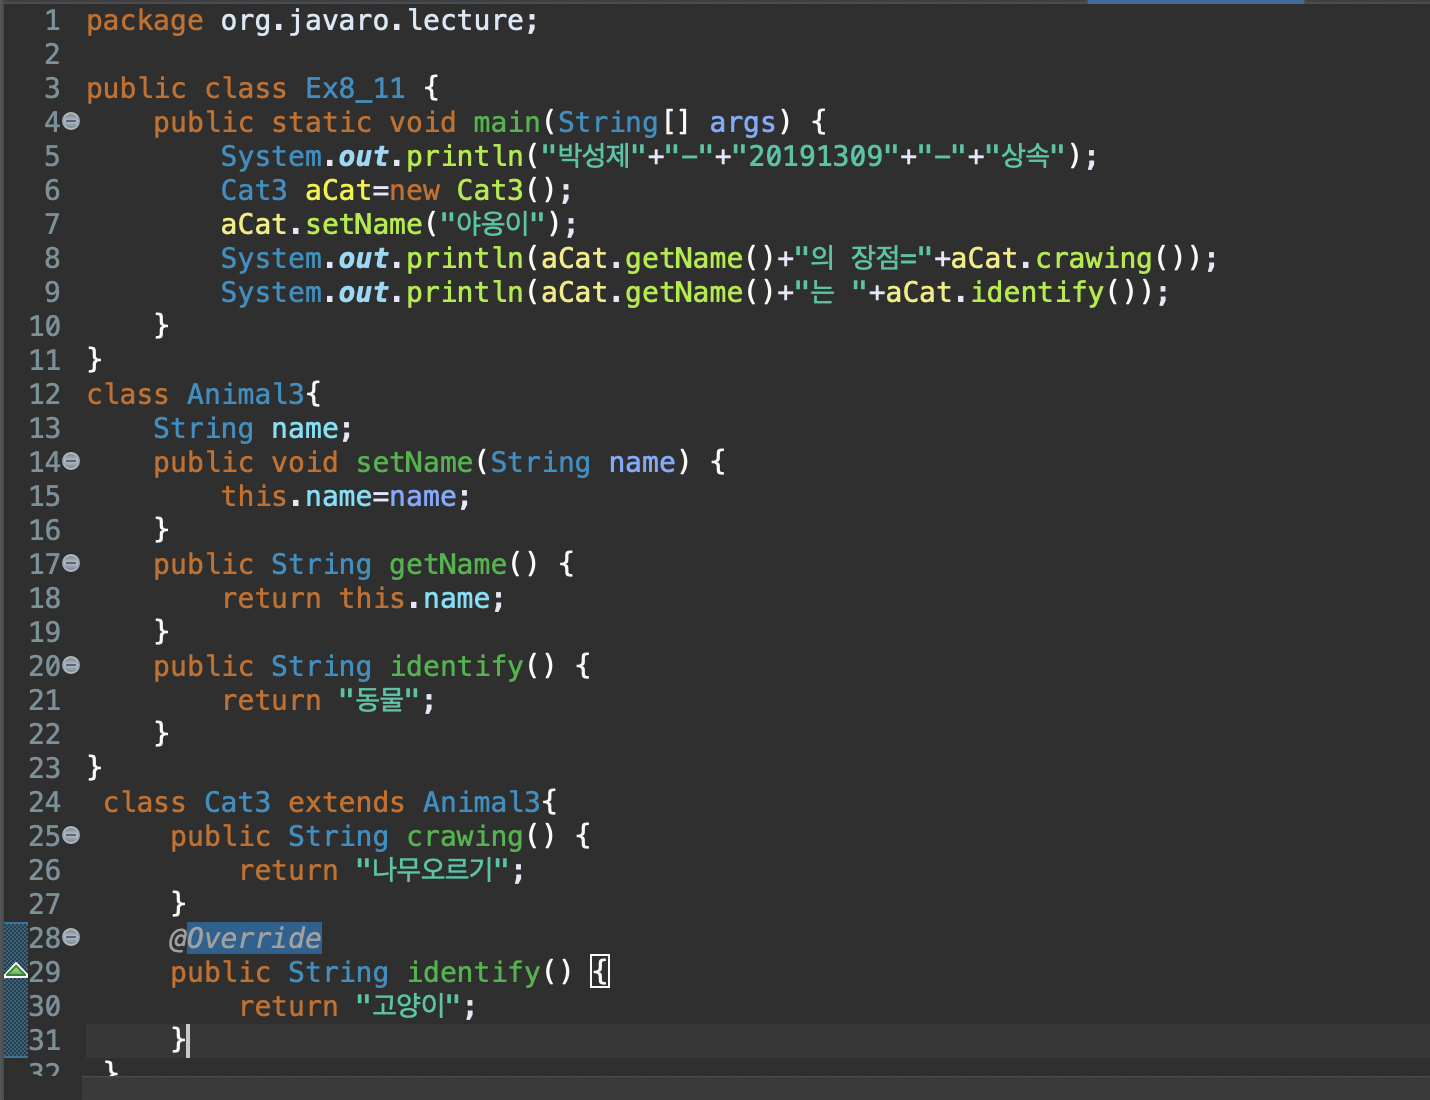 1 package org.javaro.lecture;
2
3 public class Ex8_11 {
4     public static void main(String[] args) {
5         System.out.println("박성제"+"-"+"20191309"+"-"+"상속");
6         Cat3 aCat=new Cat3();
7         aCat.setName("야옹이");
8         System.out.println(aCat.getName()+"의 장점="+aCat.crawing());
9         System.out.println(aCat.getName()+"는 "+aCat.identify());
10     }
11 }
12 class Animal3{
13     String name;
14     public void setName(String name) {
15         this.name=name;
16     }
17     public String getName() {
18         return this.name;
19     }
20     public String identify() {
21         return "동물";
22     }
23 }
24  class Cat3 extends Animal3{
25      public String crawing() {
26          return "나무오르기";
27      }
28      @Override
29      public String identify() {
30          return "고양이";
31      }
32  }